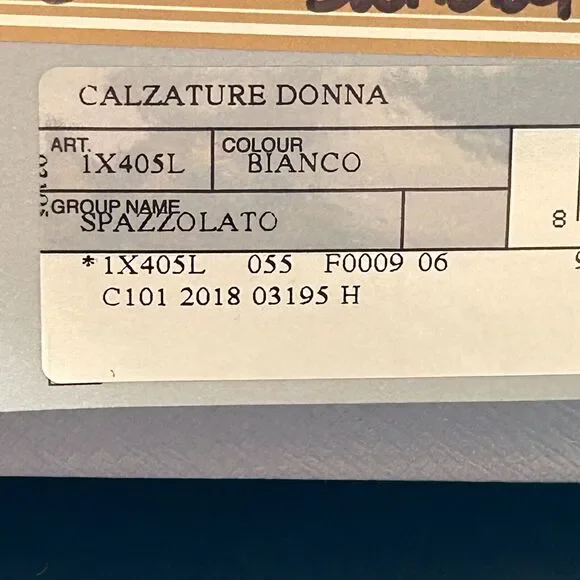 CALZATURE DONNA
ART. 1X405L COLOUR BIANCO
GROUP NAME SPAZZOLATO 8
*1X405L 055 F0009 06
C101 2018 03195 H